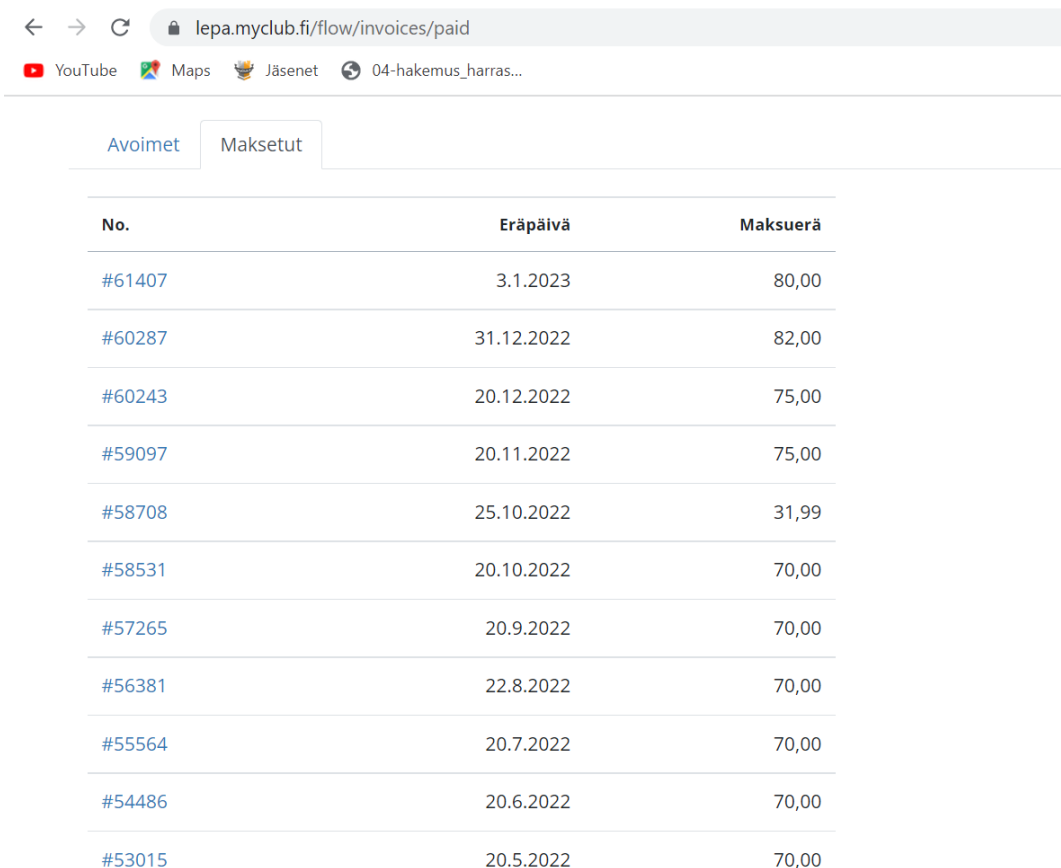 lepa.myclub.fi/flow/invoices/paid
YouTube Maps Jäsenet 04-hakemus_harras...
Avoimet Maksetut
No. Eräpäivä Maksuerä
#61407 3.1.2023 80,00
#60287 31.12.2022 82,00
#60243 20.12.2022 75,00
#59097 20.11.2022 75,00
#58708 25.10.2022 31,99
#58531 20.10.2022 70,00
#57265 20.9.2022 70,00
#56381 22.8.2022 70,00
#55564 20.7.2022 70,00
#54486 20.6.2022 70,00
#53015 20.5.2022 70,00